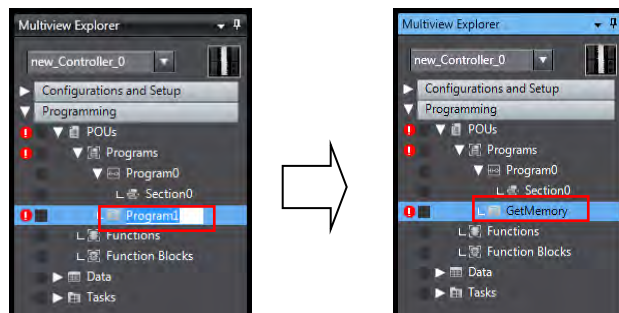 Multiview Explorer
new_Controller_0
Configurations and Setup
Programming
POUs
Programs
Program0
Section0
Program1
Functions
Function Blocks
Data
Tasks
Multiview Explorer
new_Controller_0
Configurations and Setup
Programming
POUs
Programs
Program0
Section0
GetMemory
Functions
Function Blocks
Data
Tasks